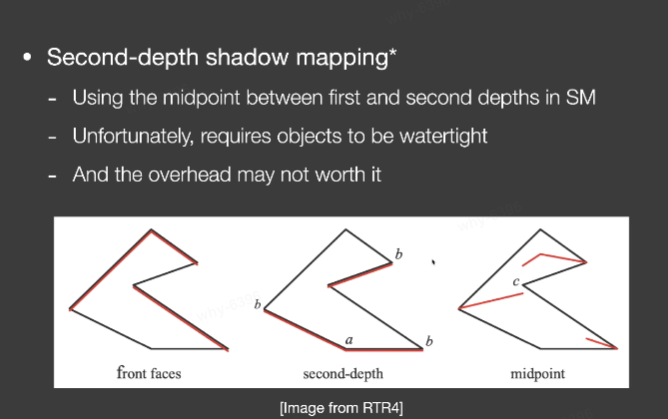 • Second-depth shadow mapping*
- Using the midpoint between first and second depths in SM
- Unfortunately, requires objects to be watertight
- And the overhead may not worth it
b
b
c
a
b
front faces
second-depth
midpoint
[Image from RTR4]